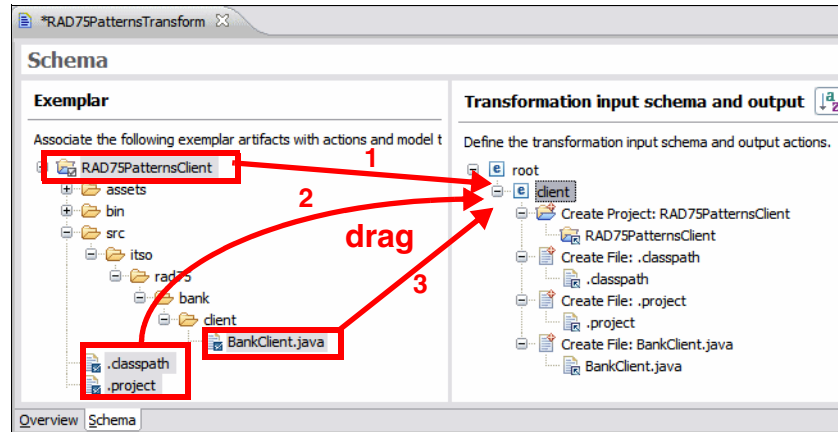 *RAD75PatternsTransform
Schema
Exemplar
Associate the following exemplar artifacts with actions and model t
RAD75PatternsClient
assets
bin
src
itso
rad75
bank
client
BankClient.java
.classpath
.project
1
2
drag
3
Transformation input schema and output
Define the transformation input schema and output actions.
root
client
Create Project: RAD75PatternsClient
RAD75PatternsClient
Create File: .classpath
.classpath
Create File: .project
.project
Create File: BankClient.java
BankClient.java
Overview Schema